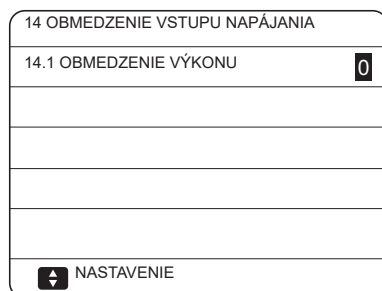 14 OBMEDZENIE VSTUPU NAPÁJANIA
14.1 OBMEDZENIE VÝKONU 0
NASTAVENIE